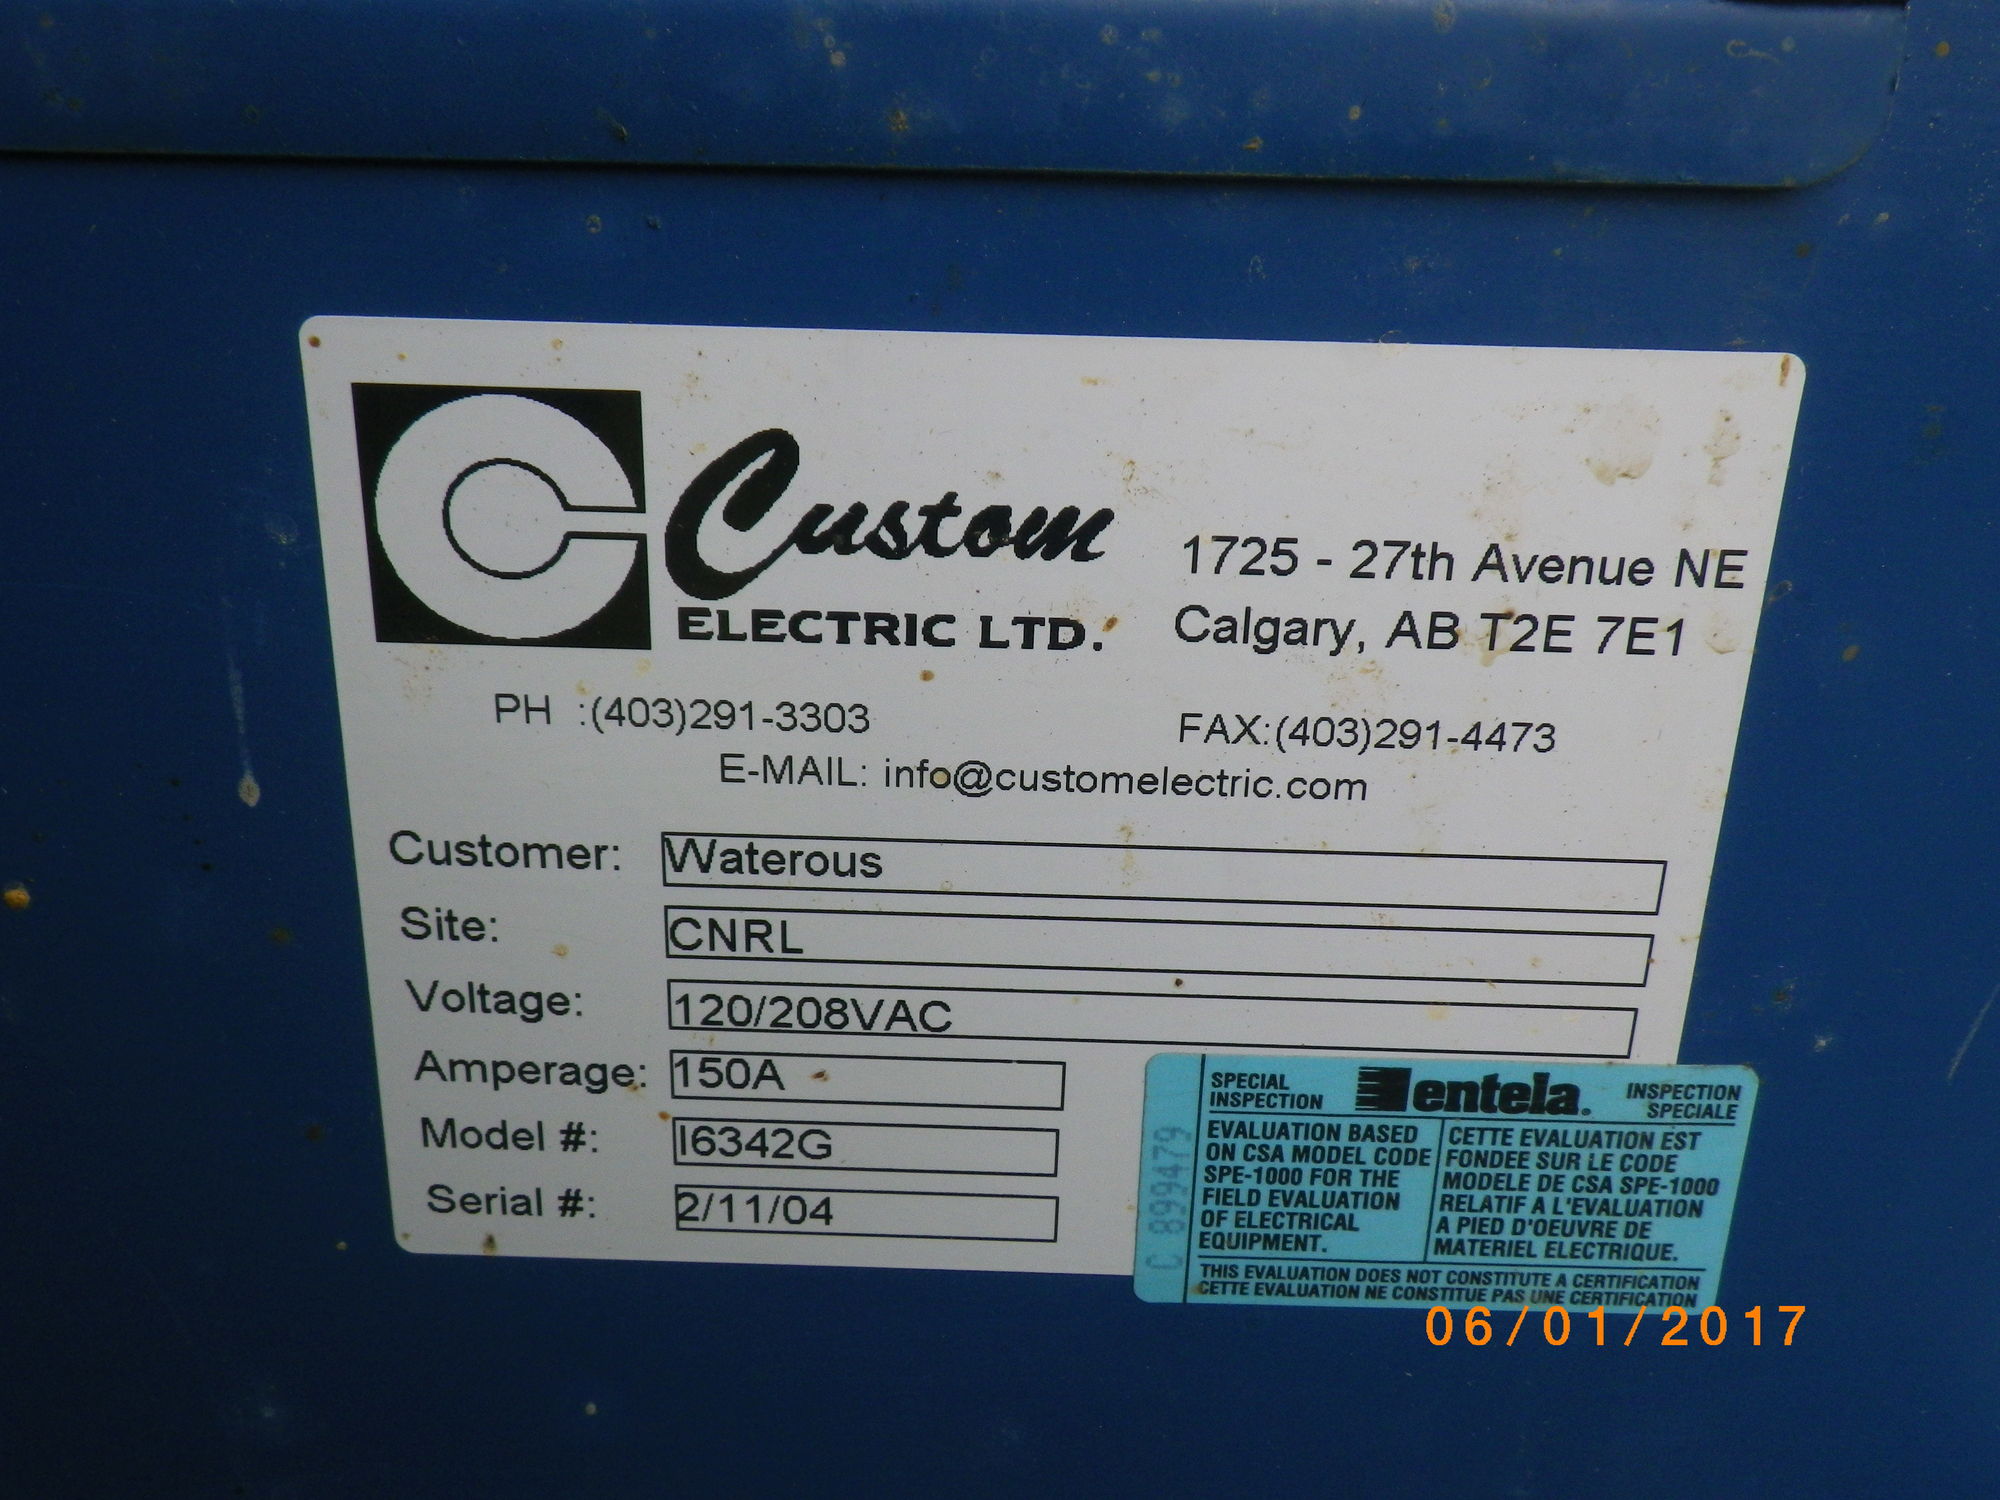 Custom
ELECTRIC LTD.
1725 - 27th Avenue NE
Calgary, AB T2E 7E1
PH :(403)291-3303
FAX:(403)291-4473
E-MAIL: info@customelectric.com
Customer: Waterous
Site: CNRL
Voltage: 120/208VAC
Amperage: 150A
Model #: I6342G
Serial #: 2/11/04
C 899479
SPECIAL
INSPECTION
entela.
INSPECTION
SPECIALE
EVALUATION BASED
ON CSA MODEL CODE
SPE-1000 FOR THE
FIELD EVALUATION
OF ELECTRICAL
EQUIPMENT.
CETTE EVALUATION EST
FONDEE SUR LE CODE
MODELE DE CSA SPE-1000
RELATIF A L'EVALUATION
A PIED D'OEUVRE DE
MATERIEL ELECTRIQUE.
THIS EVALUATION DOES NOT CONSTITUTE A CERTIFICATION
CETTE EVALUATION NE CONSTITUE PAS UNE CERTIFICATION
06/01/2017